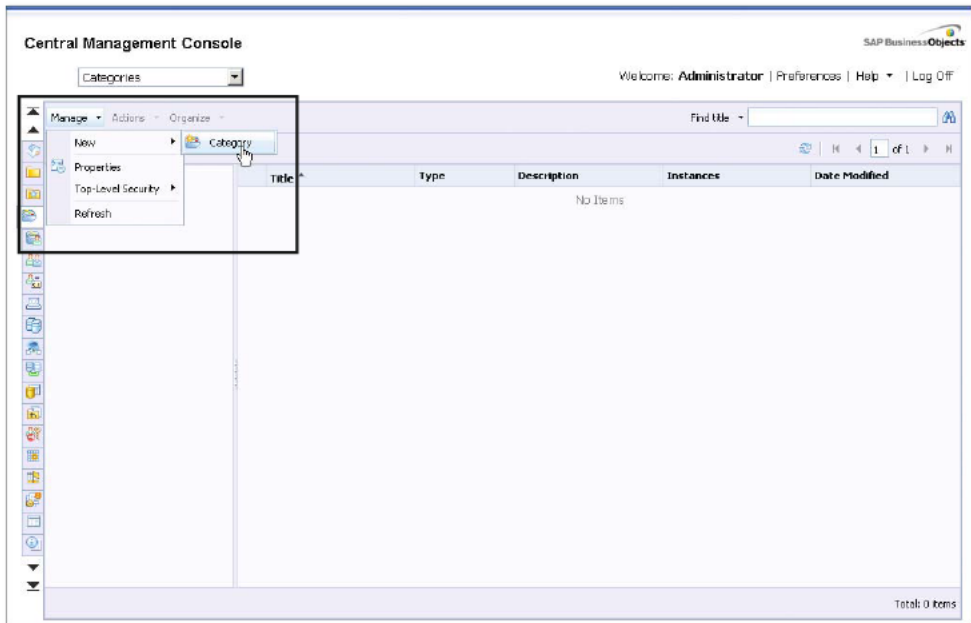 Central Management Console
SAP BusinessObjects
Categories
Welcome: Administrator | Preferences | Help | Log Off
Manage Actions Organize
Find title
New
Category
1 of 1
Properties
Top-Level Security
Refresh
Title Type Description Instances Date Modified
No Items
Total: 0 items